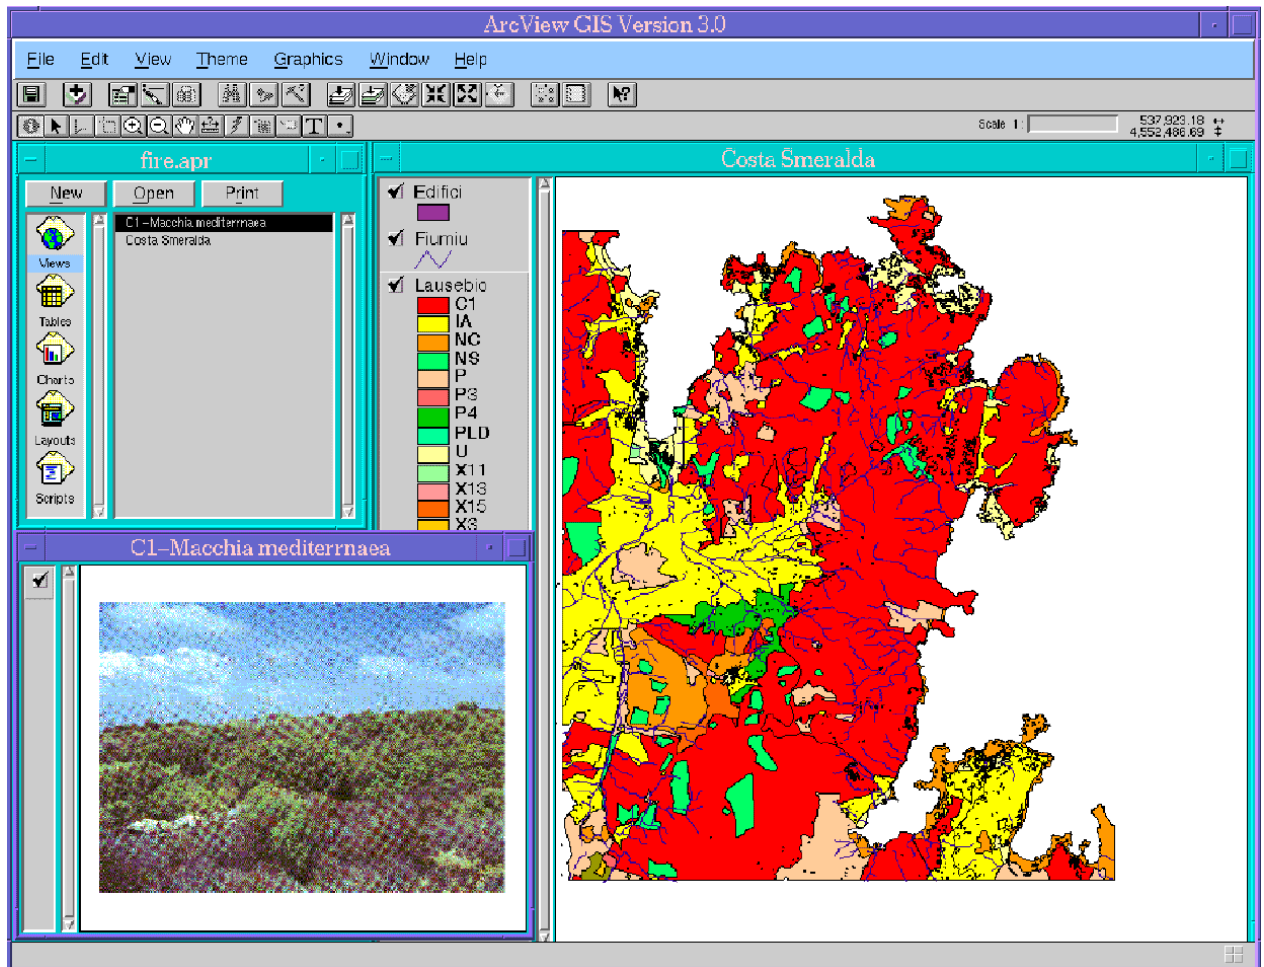 ArcView GIS Version 3.0
File Edit View Theme Graphics Window Help
Scale 1:
537,923.18
4,552,486.69
fire.apr
New Open Print
C1-Macchia mediterrnaea
Costa Smeralda
Views
Tables
Charts
Layouts
Scripts
Costa Smeralda
Edifici
Fiumiu
Lausebio
C1
IA
NC
NS
P
P3
P4
PLD
U
X11
X13
X15
X3
C1-Macchia mediterrnaea